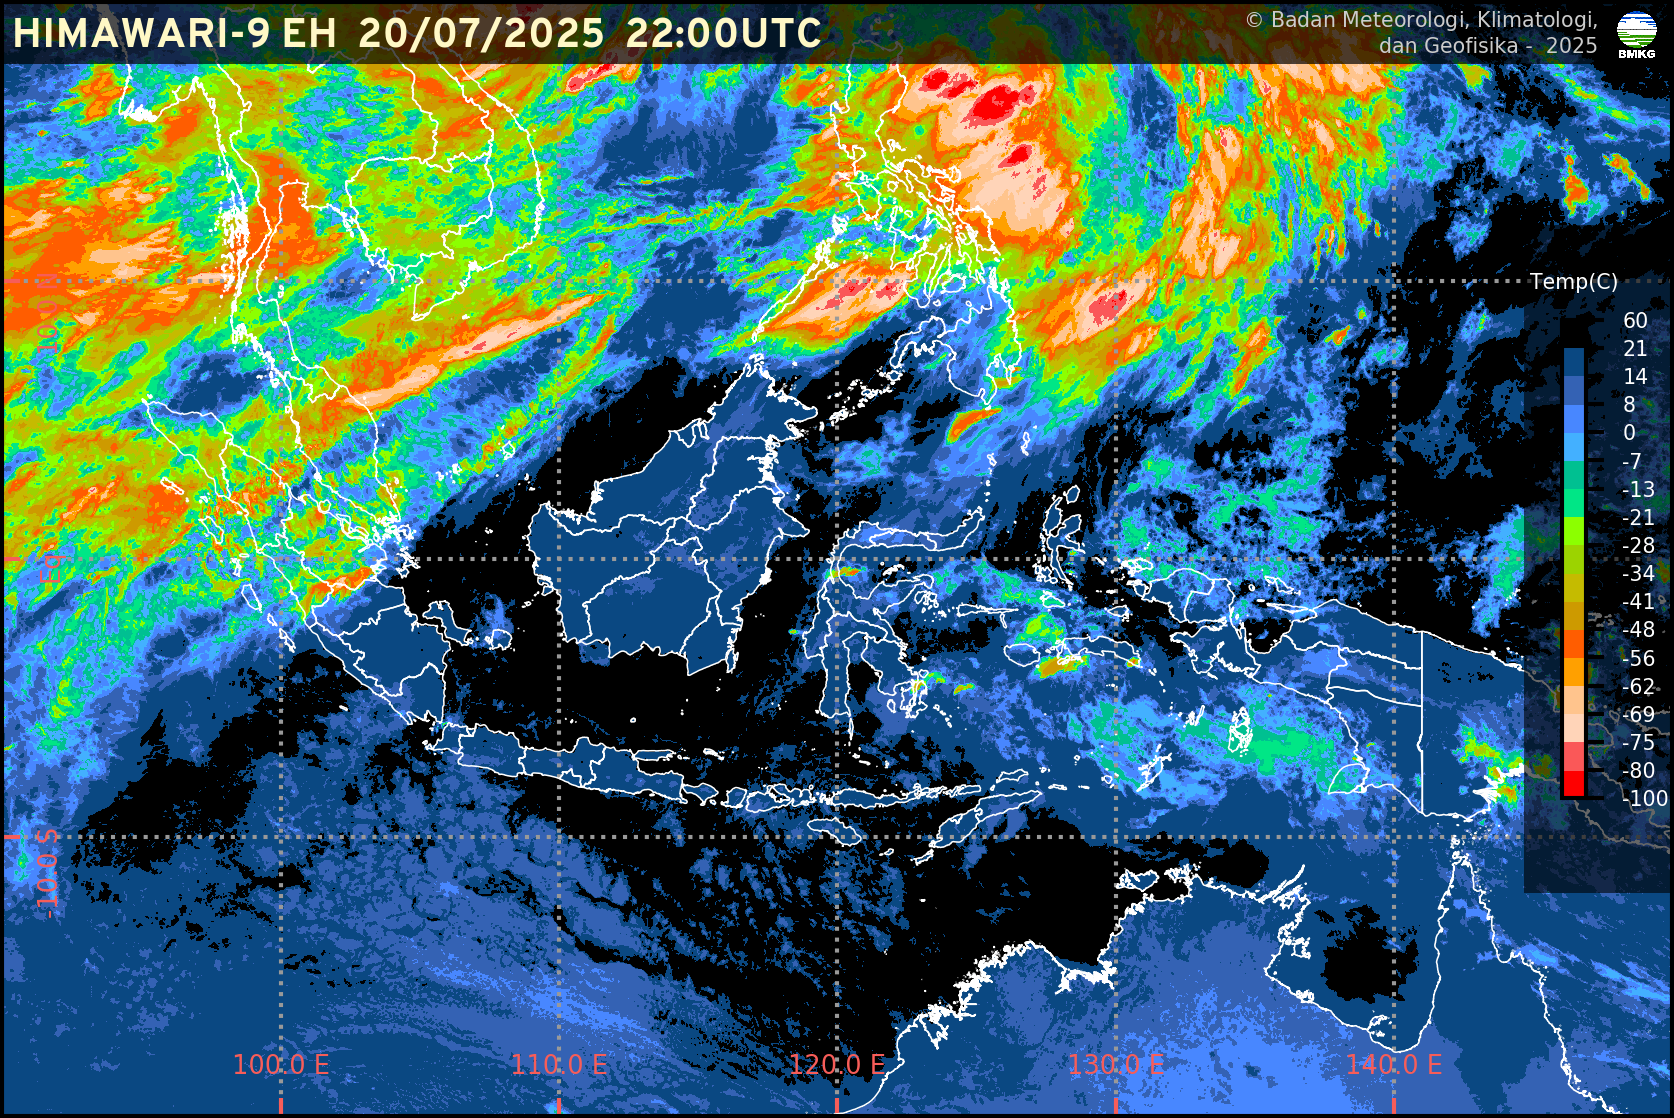 HIMAWARI-9 EH 20/07/2025 22:00UTC
© Badan Meteorologi, Klimatologi,
dan Geofisika - 2025
BMKG
Temp(C)
60
21
14
8
0
-7
-13
-21
-28
-34
-41
-48
-56
-62
-69
-75
-80
-100
10.0 N
Eq
-10.0 S
100.0 E
110.0 E
120.0 E
130.0 E
140.0 E